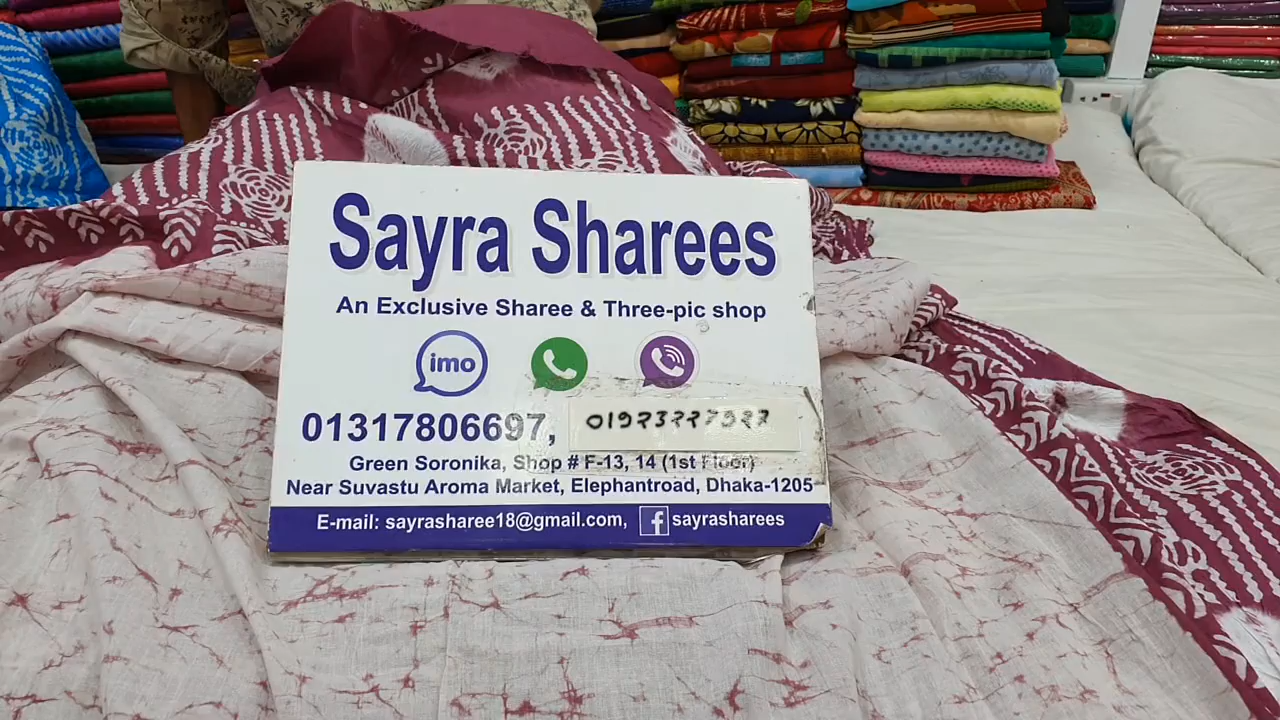 Sayra Sharees
An Exclusive Sharee & Three-pic shop
imo
01317806697,
Green Soronika, Shop # F-13, 14 (1st Floor)
Near Suvastu Aroma Market, Elephantroad, Dhaka-1205
E-mail: sayrasharee18@gmail.com, f sayrasharees